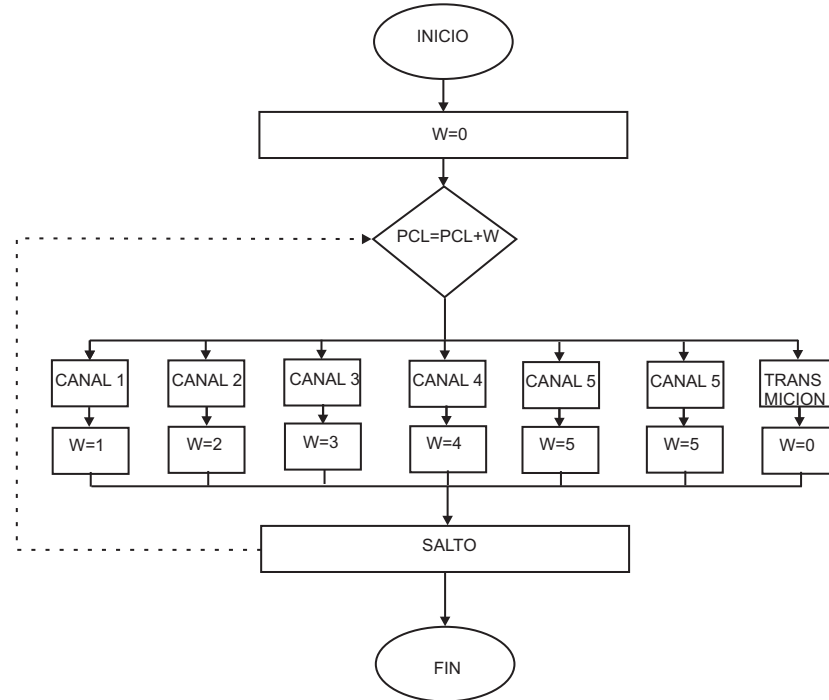 INICIO
W=0
PCL=PCL+W
CANAL 1
CANAL 2
CANAL 3
CANAL 4
CANAL 5
CANAL 5
TRANS
MICION
W=1
W=2
W=3
W=4
W=5
W=5
W=0
SALTO
FIN